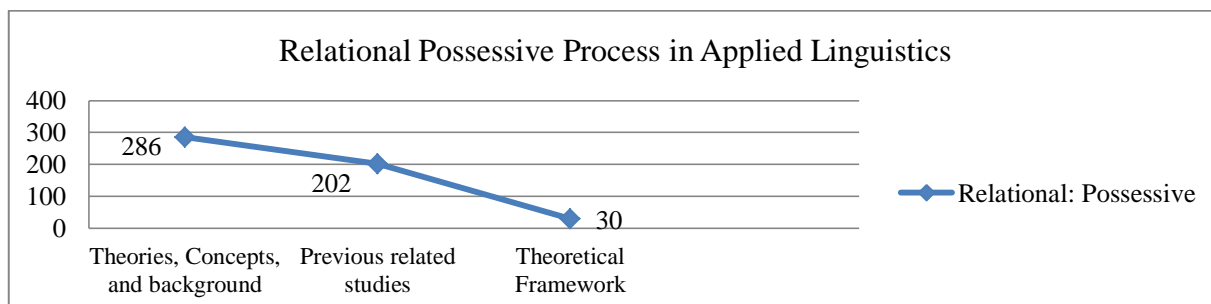 Relational Possessive Process in Applied Linguistics
400
300
200
100
0
286
202
30
Theories, Concepts,
and background
Previous related
studies
Theoretical
Framework
Relational: Possessive